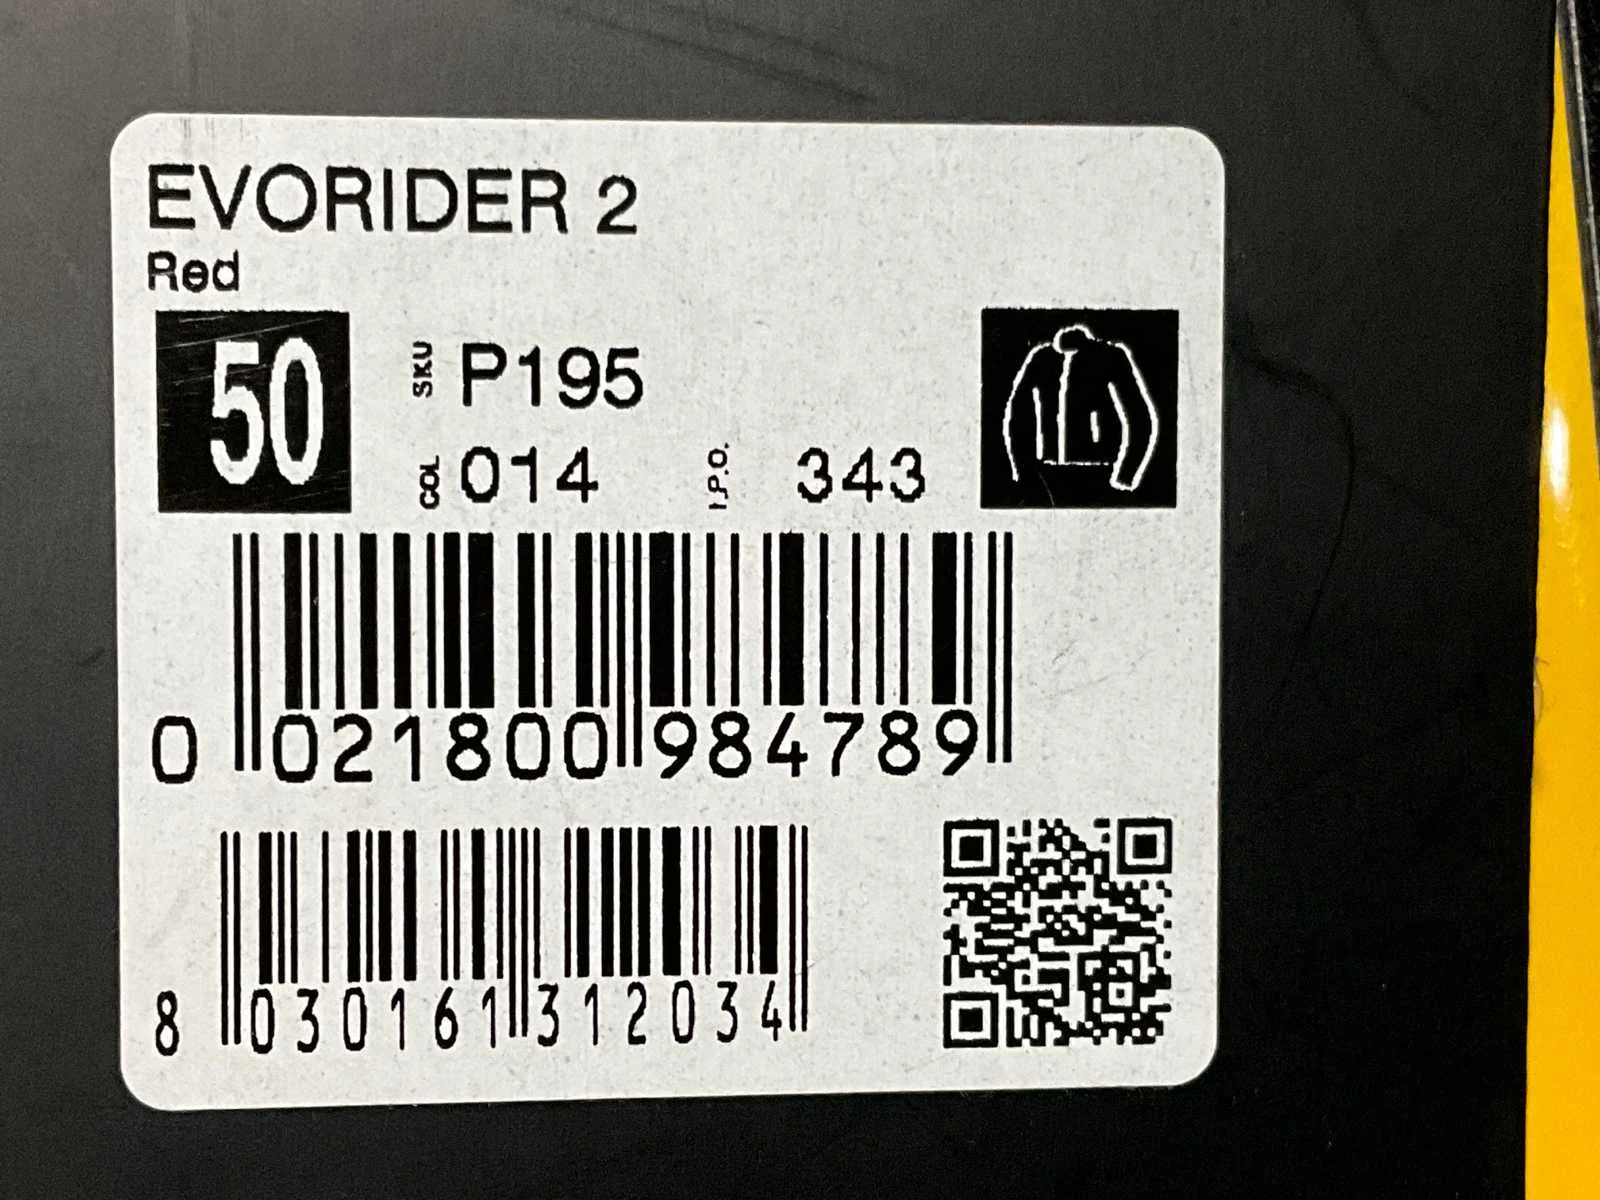 EVORIDER 2
Red
50 SKU P195
COL 014 I.P.O. 343
0 021800 984789
8 030161 312034